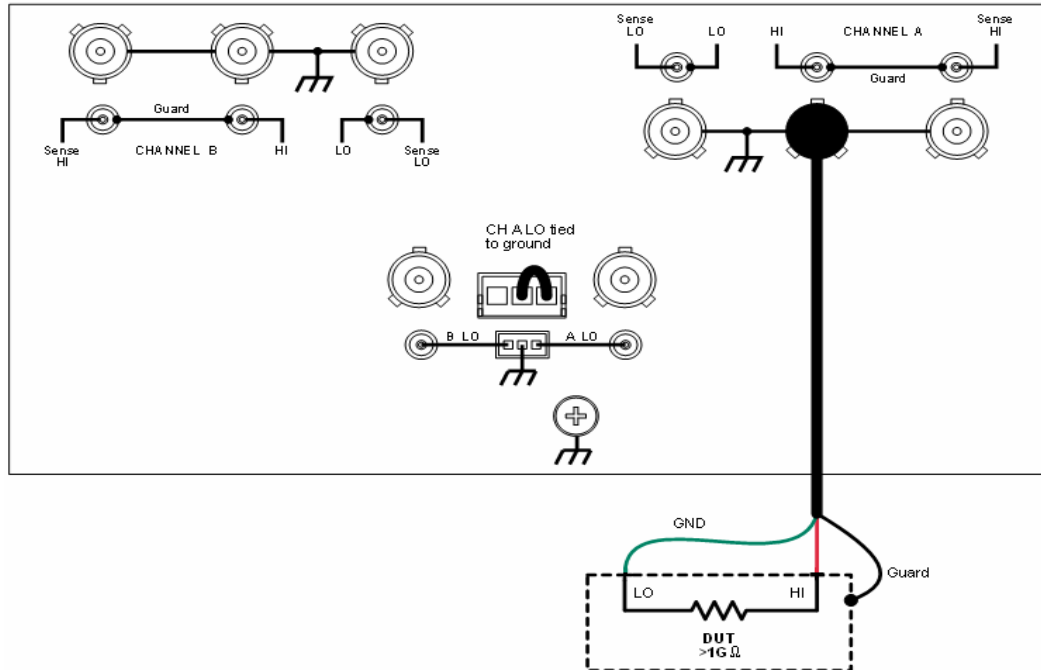 Sense
LO
LO
HI
CHANNEL A
Sense
HI
Guard
Guard
Sense
HI
CHANNEL B
HI
LO
Sense
LO
CH A LO tied
to ground
B LO
A LO
GND
Guard
LO
HI
DUT
>1G Ω